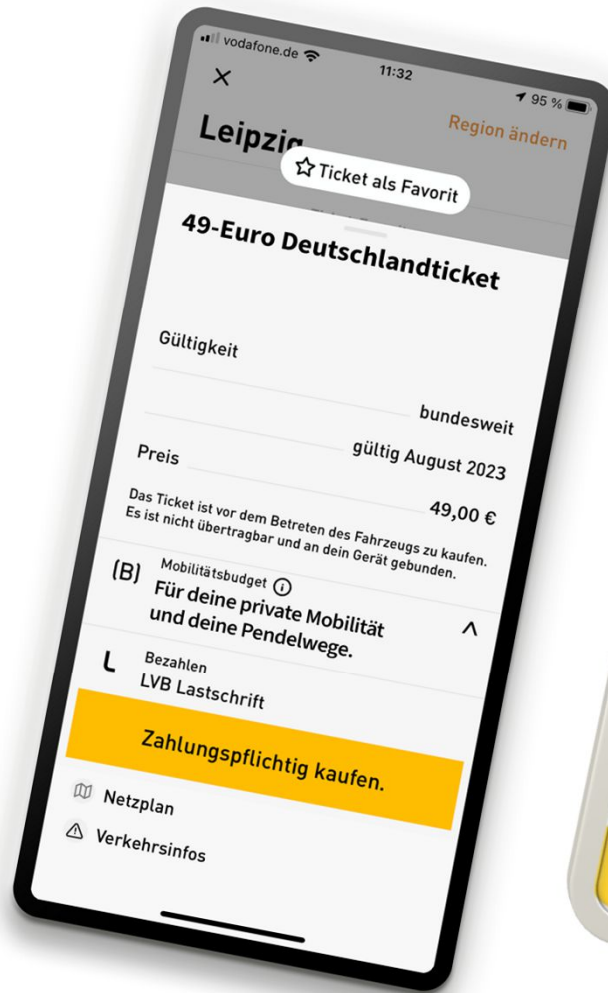 vodafone.de
11:32
95 %
Leipzig
Region ändern
Ticket als Favorit
49-Euro Deutschlandticket
Gültigkeit
bundesweit
gültig August 2023
Preis
49,00 €
Das Ticket ist vor dem Betreten des Fahrzeugs zu kaufen.
Es ist nicht übertragbar und an dein Gerät gebunden.
(B) Mobilitätsbudget
Für deine private Mobilität
und deine Pendelwege.
L Bezahlen
LVB Lastschrift
Zahlungspflichtig kaufen.
Netzplan
Verkehrsinfos